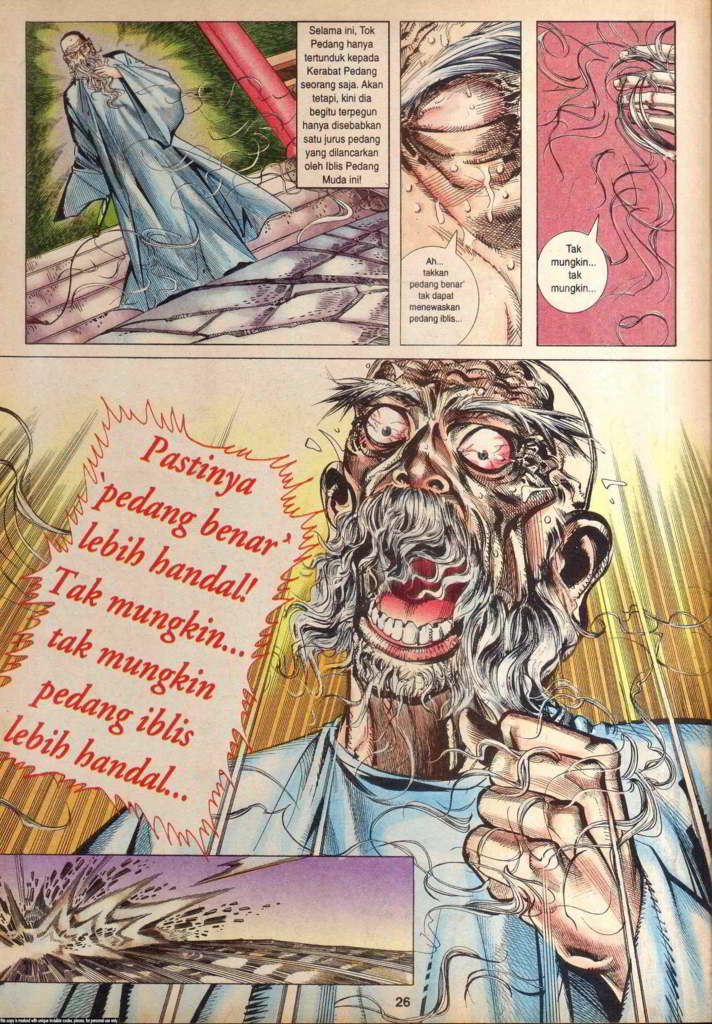 Selama ini, Tok
Pedang hanya
tertunduk kepada
Kerabat Pedang
seorang saja. Akan
tetapi, kini dia
begitu terpegun
hanya disebabkan
satu jurus pedang
yang dilancarkan
oleh Iblis Pedang
Muda ini!
Ah...
takkan
pedang benar'
tak dapat
menewaskan
pedang iblis...
Tak
mungkin...
tak
mungkin...
Pastinya
'pedang benar'
lebih handal!
Tak mungkin...
tak mungkin
pedang iblis
lebih handal...
26